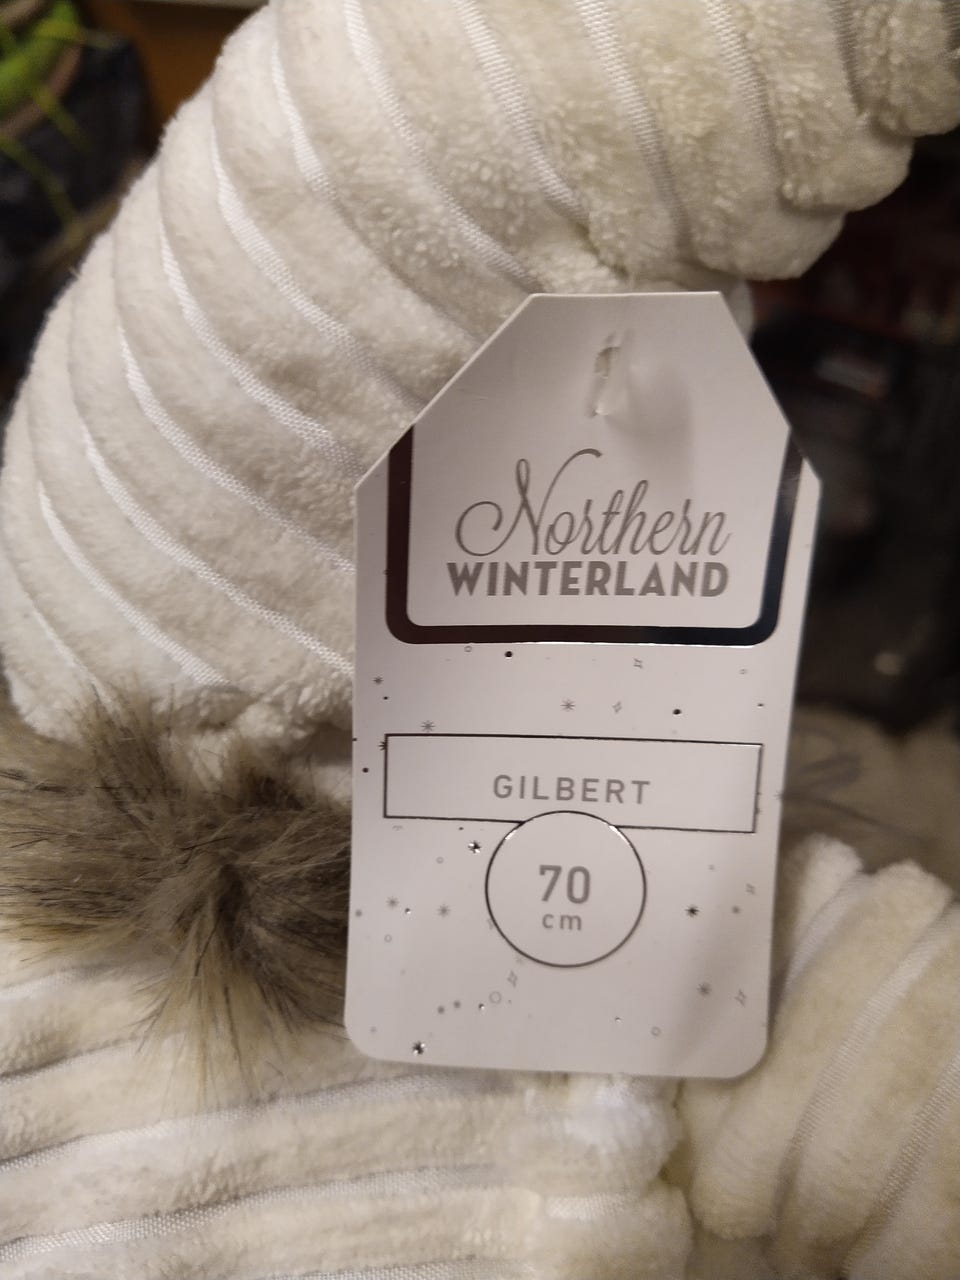 Northern
WINTERLAND
GILBERT
70
cm